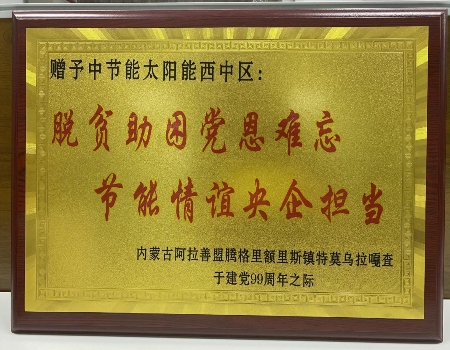 赠予中节能太阳能西中区：
脱贫助困党恩难忘
节能情谊央企担当
内蒙古阿拉善盟腾格里额里斯镇特莫乌拉嘎查
于建党99周年之际